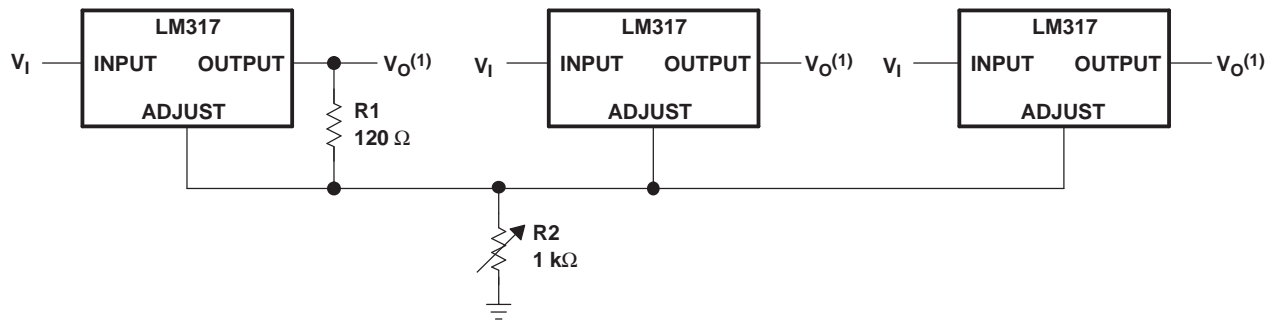 LM317
V_I INPUT OUTPUT V_O(1)
ADJUST
R1
120 Ω
LM317
V_I INPUT OUTPUT V_O(1)
ADJUST
LM317
V_I INPUT OUTPUT V_O(1)
ADJUST
R2
1 kΩ